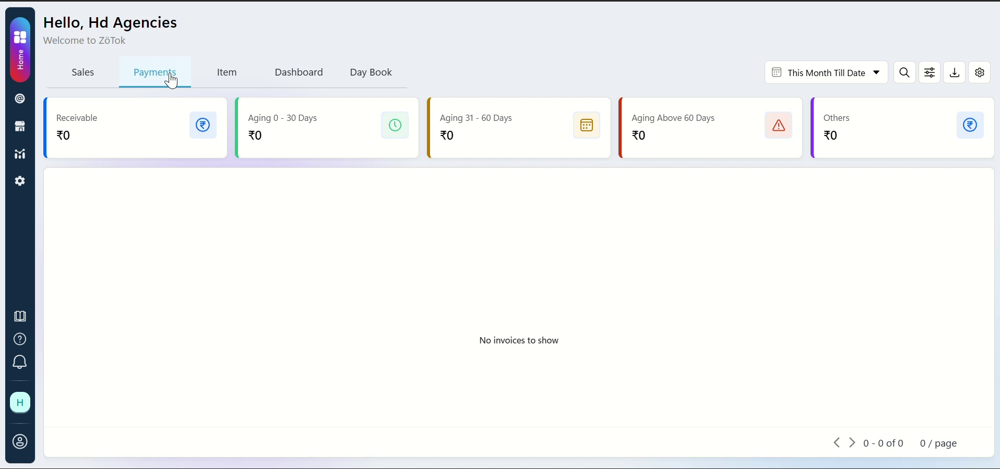 Hello, Hd Agencies
Welcome to ZöTok
Home
Sales
Payments
Item
Dashboard
Day Book
This Month Till Date
Receivable
₹0
Aging 0 - 30 Days
₹0
Aging 31 - 60 Days
₹0
Aging Above 60 Days
₹0
Others
₹0
No invoices to show
H
0 - 0 of 0
0 / page